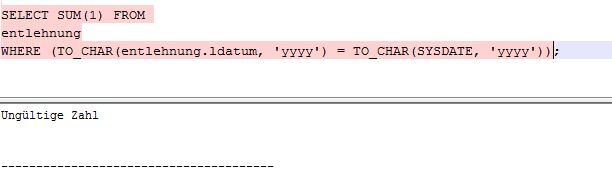 SELECT SUM(1) FROM
entlehnung
WHERE (TO_CHAR(entlehnung.ldatum, 'yyyy') = TO_CHAR(SYSDATE, 'yyyy'));
Ungültige Zahl
---------------------------------------